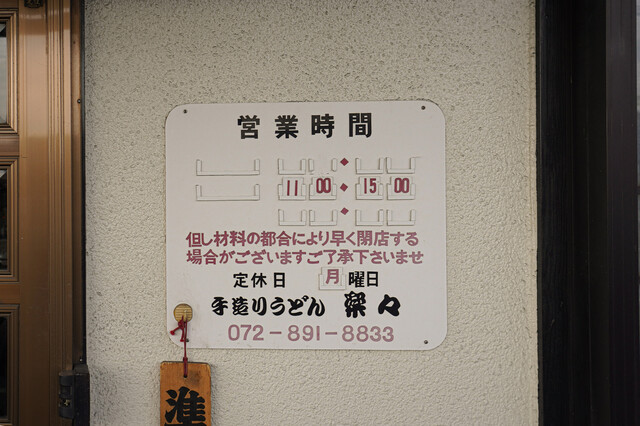 営業時間
11 00 ◆ 15 00
但し材料の都合により早く閉店する
場合がございますご了承下さいませ
定休日 月 曜日
手造りうどん 粲々
072-891-8833
準